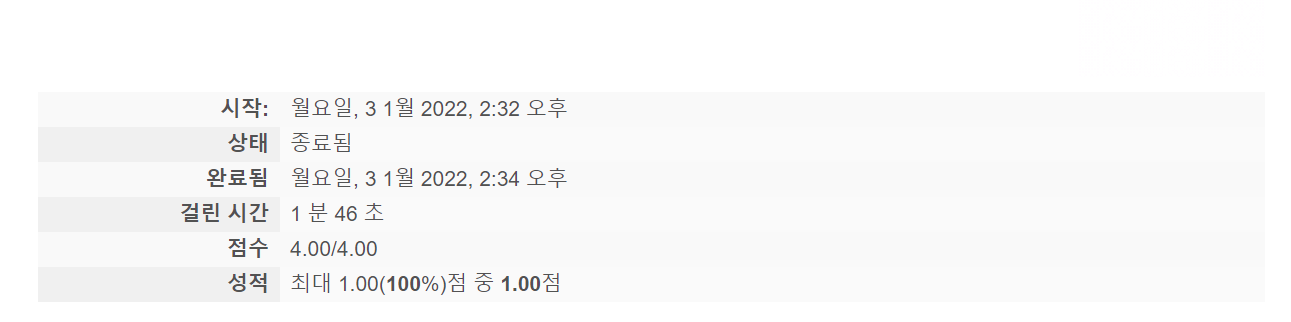 시작: 월요일, 3 1월 2022, 2:32 오후
상태 종료됨
완료됨 월요일, 3 1월 2022, 2:34 오후
걸린 시간 1 분 46 초
점수 4.00/4.00
성적 최대 1.00(100%)점 중 1.00점